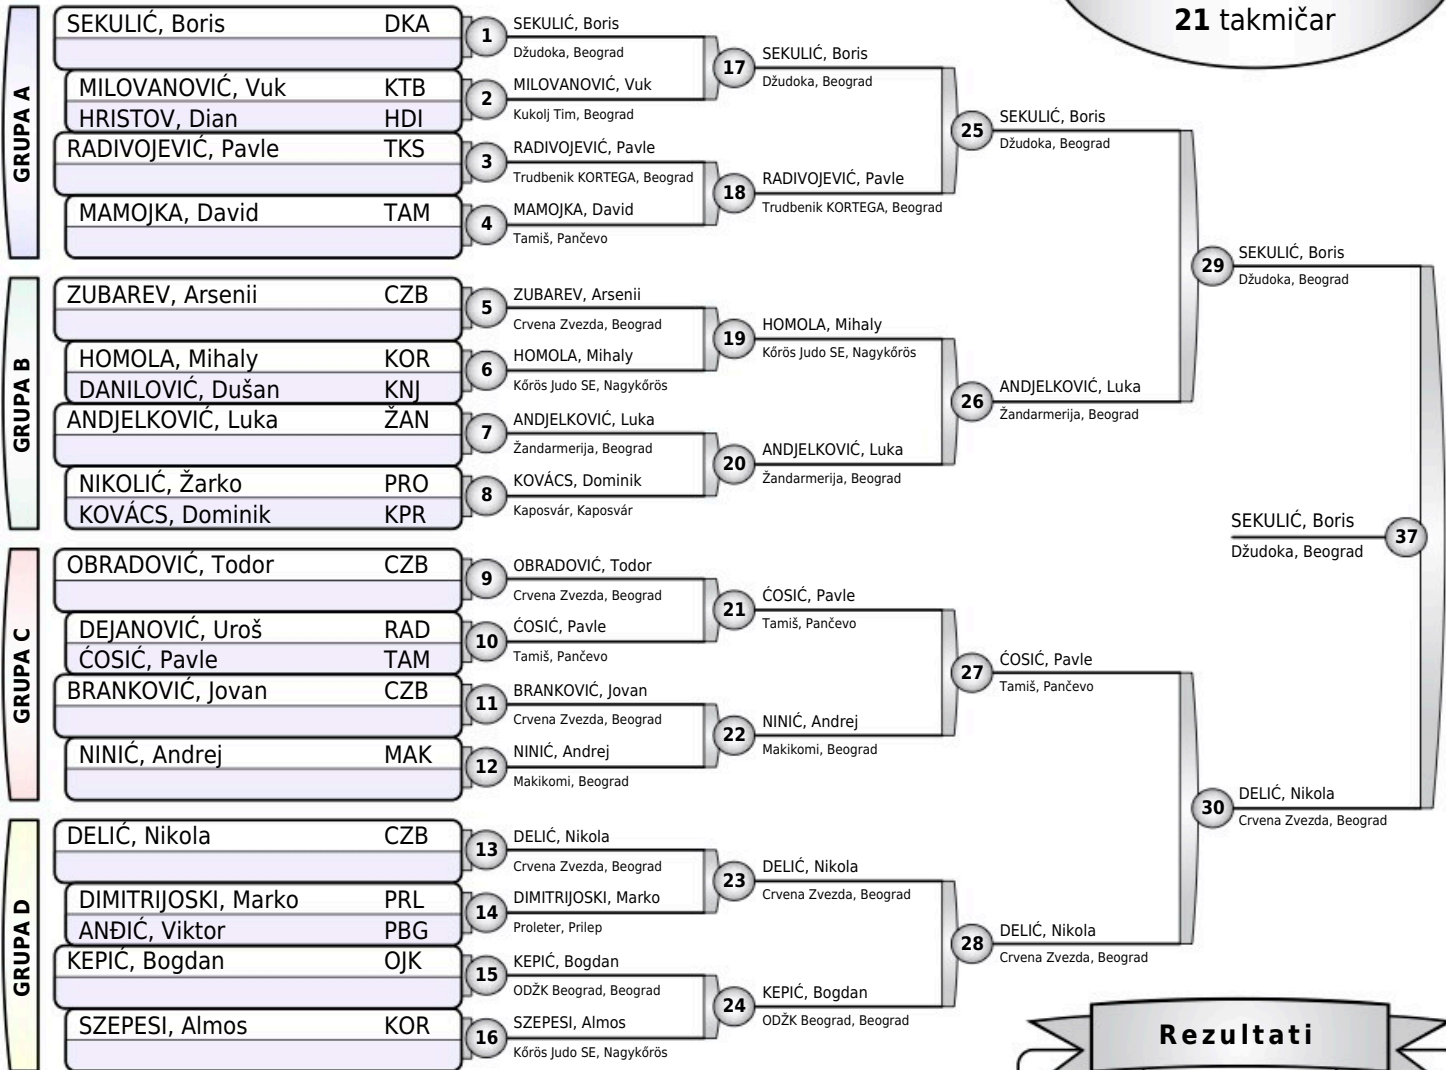 21 takmičar
GRUPA A
SEKULIĆ, Boris DKA
MILOVANOVIĆ, Vuk KTB
HRISTOV, Dian HDI
RADIVOJEVIĆ, Pavle TKS
MAMOJKA, David TAM
GRUPA B
ZUBAREV, Arsenii CZB
HOMOLA, Mihaly KOR
DANILOVIĆ, Dušan KNJ
ANDJELKOVIĆ, Luka ŽAN
NIKOLIĆ, Žarko PRO
KOVÁCS, Dominik KPR
GRUPA C
OBRADOVIĆ, Todor CZB
DEJANOVIĆ, Uroš RAD
ĆOSIĆ, Pavle TAM
BRANKOVIĆ, Jovan CZB
NINIĆ, Andrej MAK
GRUPA D
DELIĆ, Nikola CZB
DIMITRIJOSKI, Marko PRL
ANĐIĆ, Viktor PBG
KEPIĆ, Bogdan OJK
SZEPESI, Almos KOR
1 SEKULIĆ, Boris
Džudoka, Beograd
2 MILOVANOVIĆ, Vuk
Kukolj Tim, Beograd
3 RADIVOJEVIĆ, Pavle
Trudbenik KORTEGA, Beograd
4 MAMOJKA, David
Tamiš, Pančevo
5 ZUBAREV, Arsenii
Crvena Zvezda, Beograd
6 HOMOLA, Mihaly
Kőrös Judo SE, Nagykőrös
7 ANDJELKOVIĆ, Luka
Žandarmerija, Beograd
8 KOVÁCS, Dominik
Kaposvár, Kaposvár
9 OBRADOVIĆ, Todor
Crvena Zvezda, Beograd
10 ĆOSIĆ, Pavle
Tamiš, Pančevo
11 BRANKOVIĆ, Jovan
Crvena Zvezda, Beograd
12 NINIĆ, Andrej
Makikomi, Beograd
13 DELIĆ, Nikola
Crvena Zvezda, Beograd
14 DIMITRIJOSKI, Marko
Proleter, Prilep
15 KEPIĆ, Bogdan
ODŽK Beograd, Beograd
16 SZEPESI, Almos
Kőrös Judo SE, Nagykőrös
17 SEKULIĆ, Boris
Džudoka, Beograd
18 RADIVOJEVIĆ, Pavle
Trudbenik KORTEGA, Beograd
19 HOMOLA, Mihaly
Kőrös Judo SE, Nagykőrös
20 ANDJELKOVIĆ, Luka
Žandarmerija, Beograd
21 ĆOSIĆ, Pavle
Tamiš, Pančevo
22 NINIĆ, Andrej
Makikomi, Beograd
23 DELIĆ, Nikola
Crvena Zvezda, Beograd
24 KEPIĆ, Bogdan
ODŽK Beograd, Beograd
25 SEKULIĆ, Boris
Džudoka, Beograd
26 ANDJELKOVIĆ, Luka
Žandarmerija, Beograd
27 ĆOSIĆ, Pavle
Tamiš, Pančevo
28 DELIĆ, Nikola
Crvena Zvezda, Beograd
29 SEKULIĆ, Boris
Džudoka, Beograd
30 DELIĆ, Nikola
Crvena Zvezda, Beograd
SEKULIĆ, Boris 37
Džudoka, Beograd
Rezultati